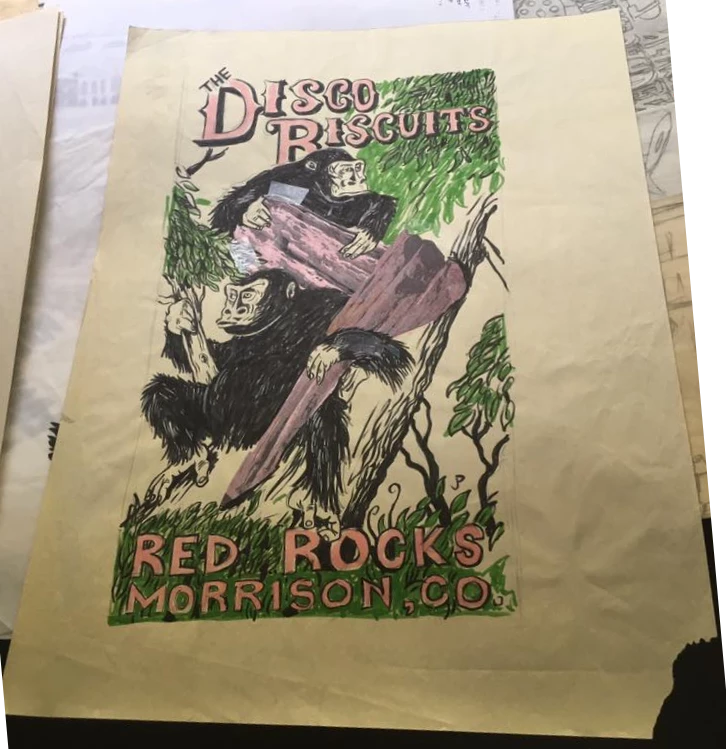 THE
DISCO
BISCUITS
RED ROCKS
MORRISON, CO.